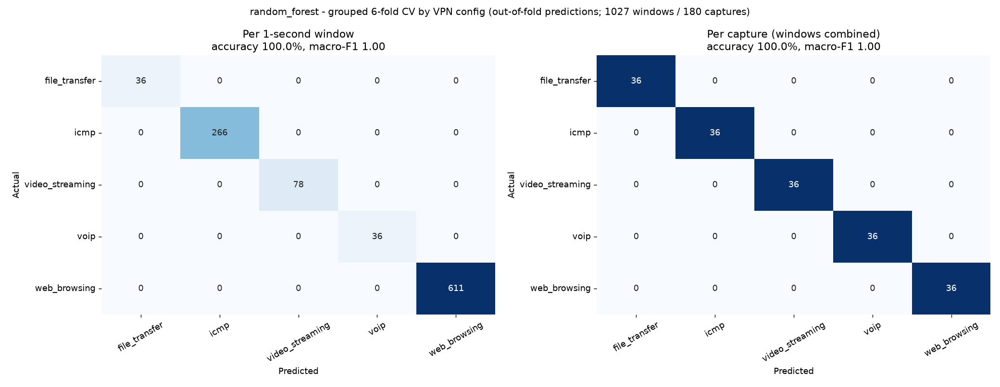 random_forest - grouped 6-fold CV by VPN config (out-of-fold predictions; 1027 windows / 180 captures)
Per 1-second window
accuracy 100.0%, macro-F1 1.00
Actual
file_transfer 36 0 0 0 0
icmp 0 266 0 0 0
video_streaming 0 0 78 0 0
voip 0 0 0 36 0
web_browsing 0 0 0 0 611
file_transfer icmp video_streaming voip web_browsing
Predicted
Per capture (windows combined)
accuracy 100.0%, macro-F1 1.00
Actual
file_transfer 36 0 0 0 0
icmp 0 36 0 0 0
video_streaming 0 0 36 0 0
voip 0 0 0 36 0
web_browsing 0 0 0 0 36
file_transfer icmp video_streaming voip web_browsing
Predicted